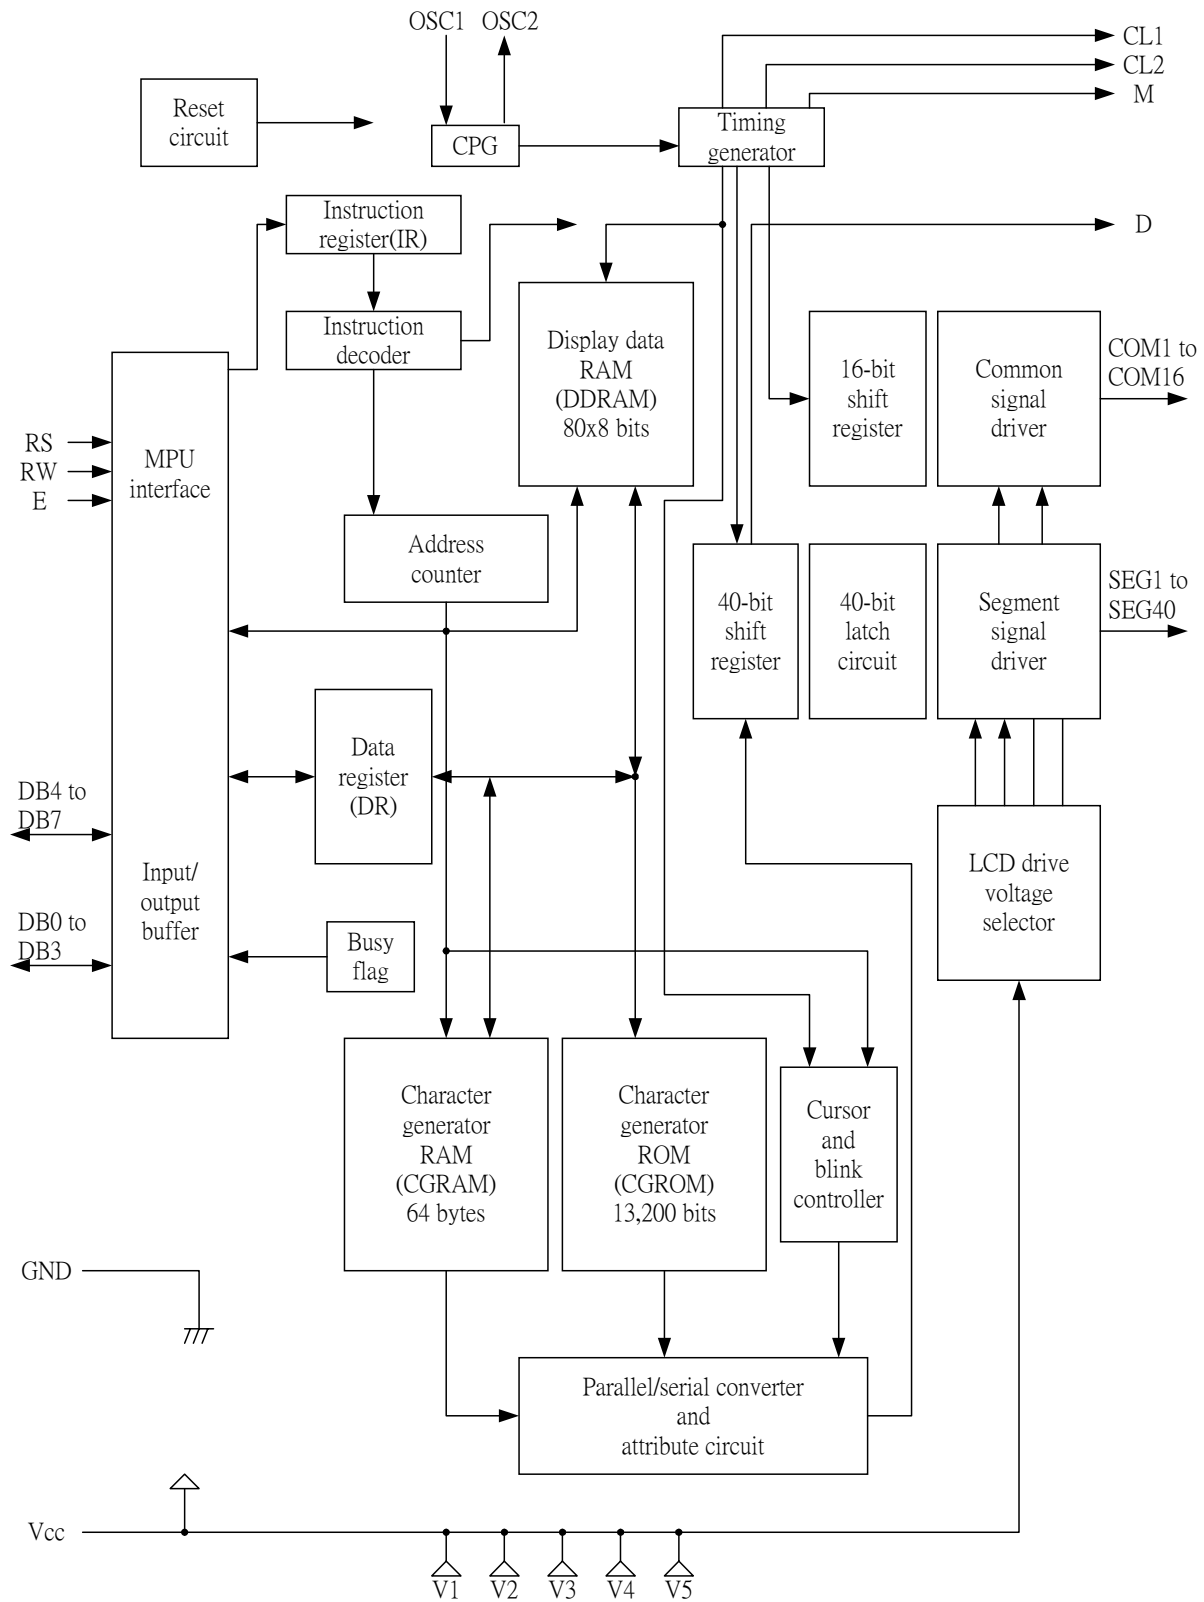 OSC1 OSC2
CL1
CL2
M
Reset
circuit
CPG
Timing
generator
Instruction
register(IR)
D
Instruction
decoder
Display data
RAM
(DDRAM)
80x8 bits
16-bit
shift
register
Common
signal
driver
COM1 to
COM16
RS
RW
E
MPU
interface
Address
counter
40-bit
shift
register
40-bit
latch
circuit
Segment
signal
driver
SEG1 to
SEG40
Data
register
(DR)
DB4 to
DB7
Input/
output
buffer
LCD drive
voltage
selector
DB0 to
DB3
Busy
flag
Character
generator
RAM
(CGRAM)
64 bytes
Character
generator
ROM
(CGROM)
13,200 bits
Cursor
and
blink
controller
GND
Parallel/serial converter
and
attribute circuit
Vcc
V1 V2 V3 V4 V5